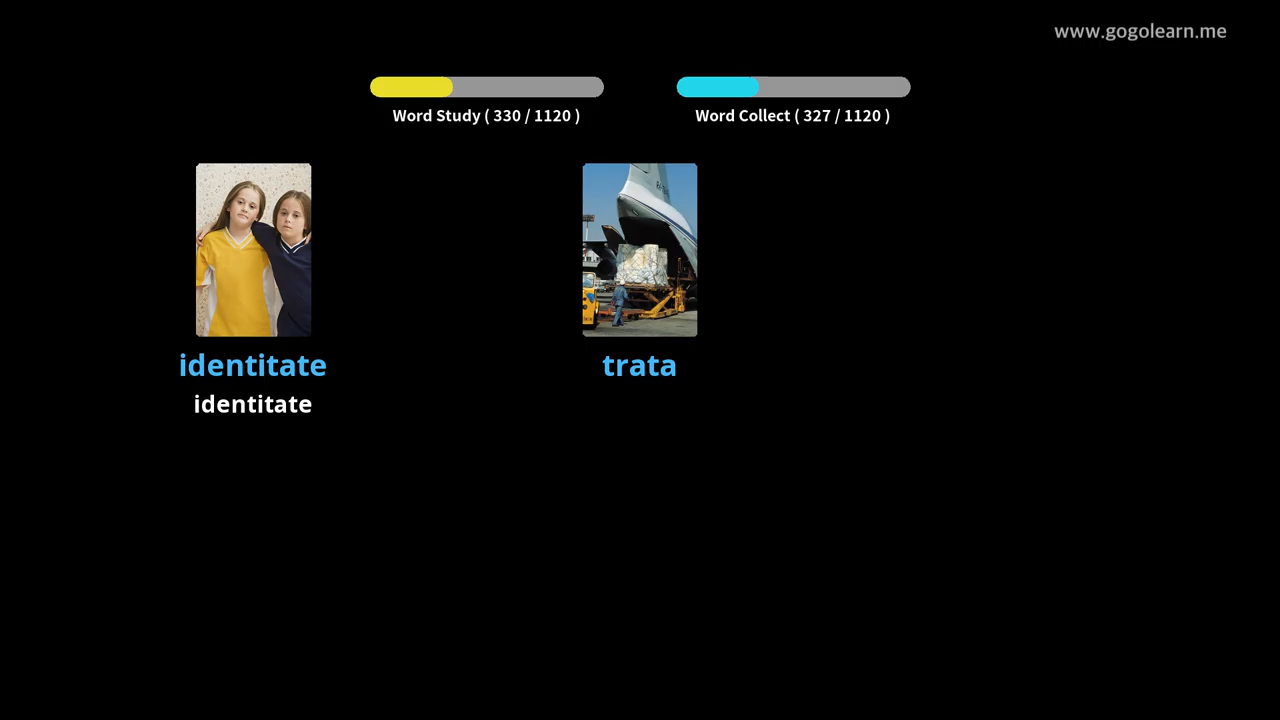 www.gogolearn.me
Word Study ( 330 / 1120 )
Word Collect ( 327 / 1120 )
identitate
identitate
trata